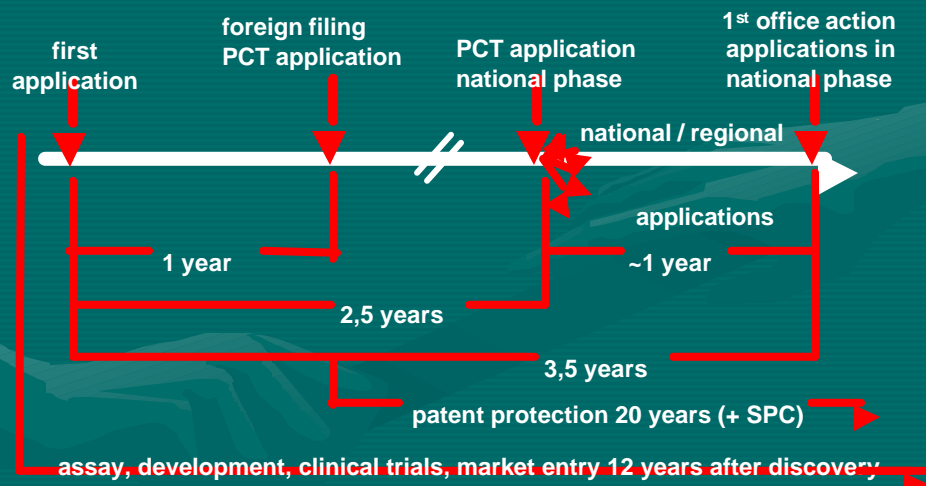 first
application
foreign filing
PCT application
PCT application
national phase
1st office action
applications in
national phase
national / regional
applications
1 year
~1 year
2,5 years
3,5 years
patent protection 20 years (+ SPC)
assay, development, clinical trials, market entry 12 years after discovery